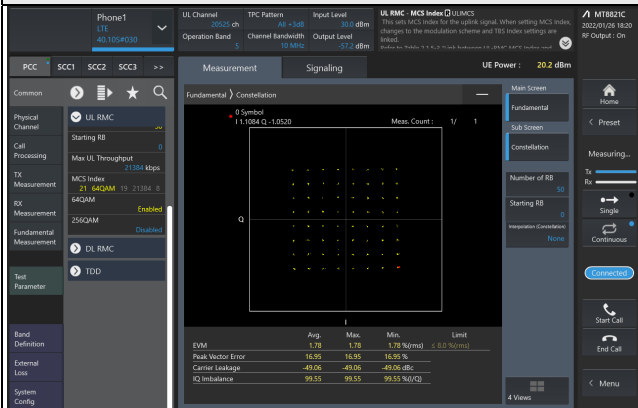 Phone1
LTE
40.105#030
UL Channel
20525 ch
TPC Pattern
All +3dB
Input Level
30.0 dBm
Operation Band
5
Channel Bandwidth
10 MHz
Output Level
-57.2 dBm
UL RMC - MCS Index ULIMCS
This sets MCS Index for the uplink signal. When setting MCS Index,
changes to the modulation scheme and TBS Index settings are
linked.
MT8821C
2022/01/26 18:20
RF Output : On
PCC
SCC1
SCC2
SCC3
>>
Measurement
Signaling
UE Power :
20.2 dBm
Common
Physical
Channel
Call
Processing
TX
Measurement
RX
Measurement
Fundamental
Measurement
Test
Parameter
Band
Definition
External
Loss
System
Config
UL RMC
50
Starting RB
0
Max UL Throughput
21384 kbps
MCS Index
21 64QAM 19 21384 8
64QAM
Enabled
256QAM
Disabled
DL RMC
TDD
Fundamental ❭ Constellation
0 Symbol
I 1.1084 Q -1.0520
Meas. Count : 1/ 1
Q
I
Avg. Max. Min. Limit
EVM 1.78 1.78 1.78 %(rms) ≤ 8.0 %(rms)
Peak Vector Error 16.95 16.95 16.95 %
Carrier Leakage -49.06 -49.06 -49.06 dBc
IQ Imbalance 99.55 99.55 99.55 %(I/Q)
Main Screen
Fundamental
Sub Screen
Constellation
Number of RB
50
Starting RB
0
Interpolation (Constellation)
None
4 Views
Home
< Preset
Measuring...
Tx
Rx
Single
Continuous
Connected
Start Call
End Call
< Menu